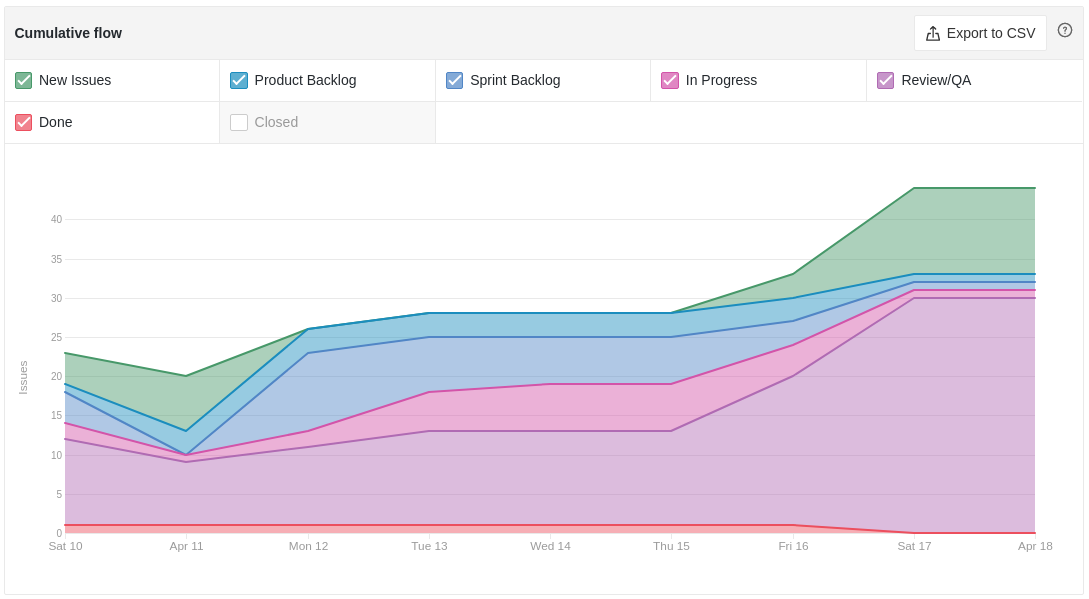 Cumulative flow
Export to CSV
New Issues
Product Backlog
Sprint Backlog
In Progress
Review/QA
Done
Closed
40
35
30
25
20
15
10
5
0
Issues
Sat 10
Apr 11
Mon 12
Tue 13
Wed 14
Thu 15
Fri 16
Sat 17
Apr 18